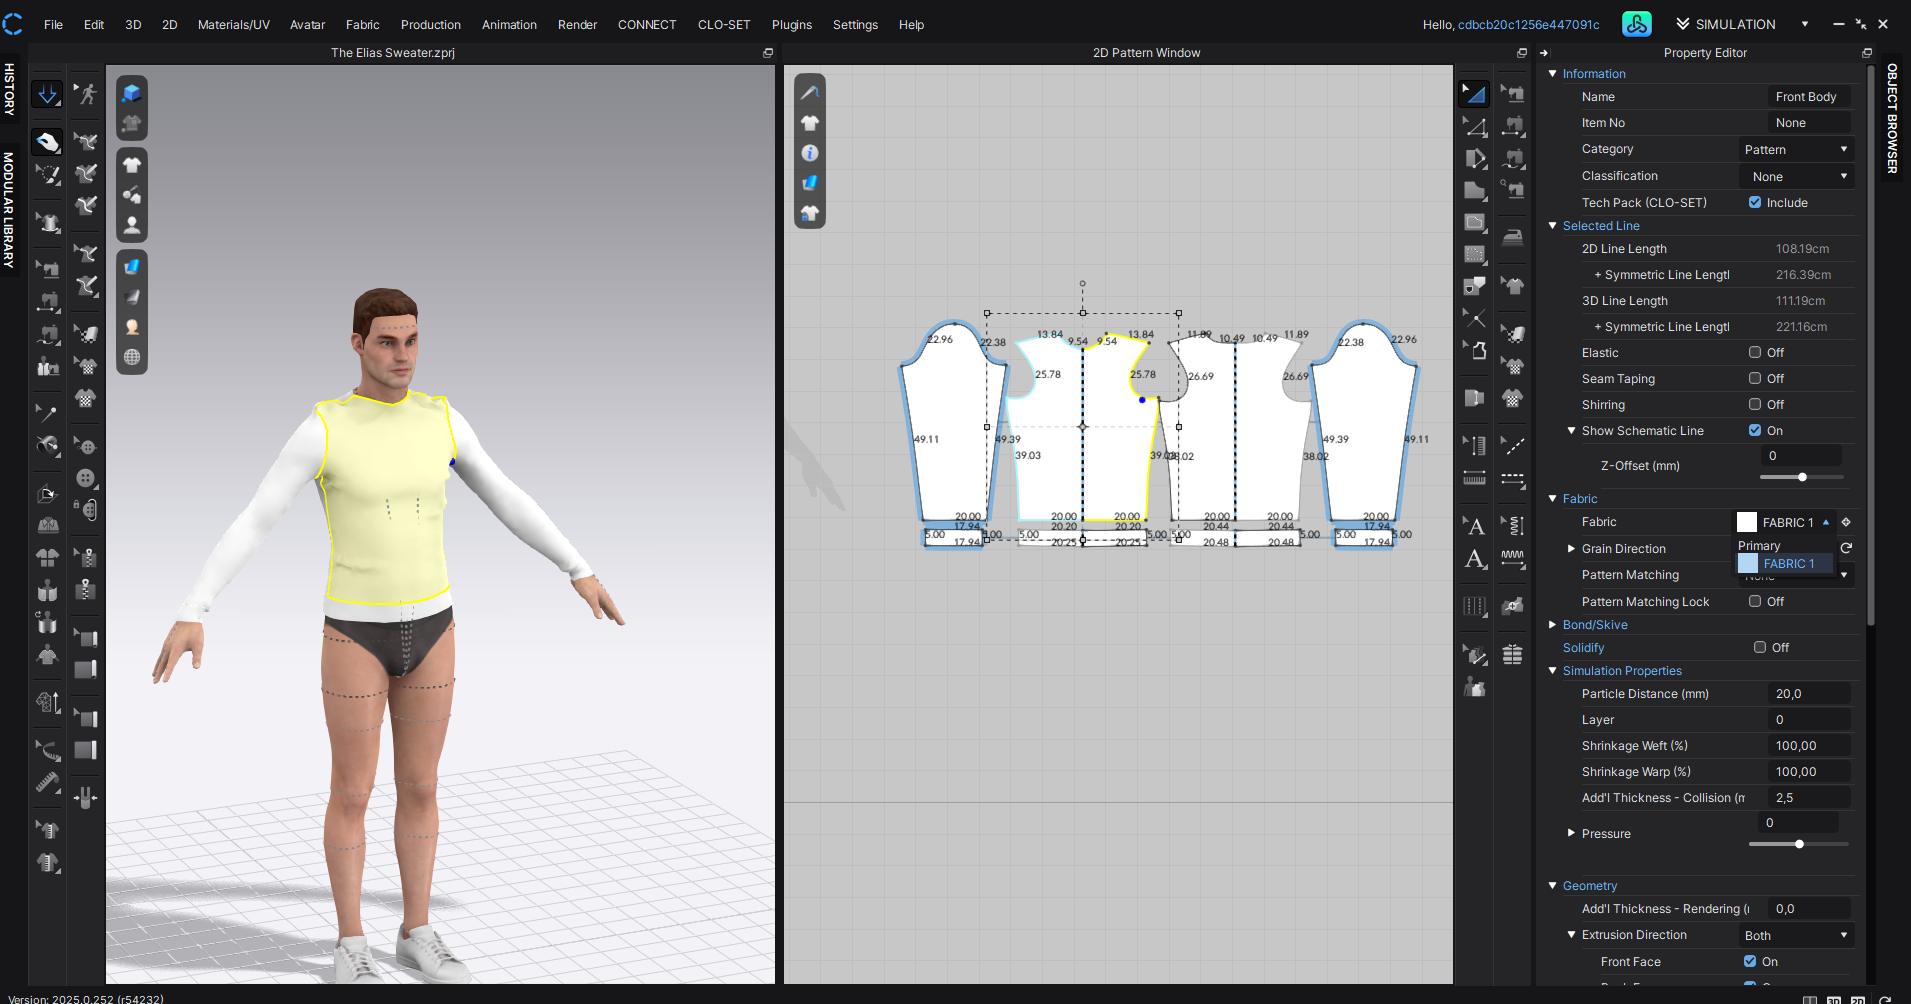 File Edit 3D 2D Materials/UV Avatar Fabric Production Animation Render CONNECT CLO-SET Plugins Settings Help
Hello, cdbcb20c1256e447091c
SIMULATION
The Elias Sweater.zprj
2D Pattern Window
Property Editor
HISTORY
MODULAR LIBRARY
OBJECT BROWSER
13.84 13.84 11.89 11.89
22.96 22.38 9.54 9.54 10.49 10.49 22.38 22.96
25.78 25.78 26.69 26.69
49.11 49.39 49.39 49.11
39.03 38.02 38.02
20.00 20.00 20.00 20.00 20.00 20.00
17.94 20.20 20.20 20.44 20.44 17.94
5.00 5.00 5.00 5.00 5.00 5.00 5.00
17.94 20.25 20.25 20.48 20.48 17.94
Information
Name Front Body
Item No None
Category Pattern
Classification None
Tech Pack (CLO-SET) Include
Selected Line
2D Line Length 108.19cm
+ Symmetric Line Lengtl 216.39cm
3D Line Length 111.19cm
+ Symmetric Line Lengtl 221.16cm
Elastic Off
Seam Taping Off
Shirring Off
Show Schematic Line On
Z-Offset (mm) 0
Fabric
Fabric FABRIC 1
Primary
Grain Direction
FABRIC 1
Pattern Matching
Pattern Matching Lock Off
Bond/Skive
Solidify Off
Simulation Properties
Particle Distance (mm) 20,0
Layer 0
Shrinkage Weft (%) 100,00
Shrinkage Warp (%) 100,00
Add'l Thickness - Collision (m 2,5
Pressure 0
Geometry
Add'l Thickness - Rendering (ı 0,0
Extrusion Direction Both
Front Face On
Version: 2025.0.252 (r54232)
3D 2D